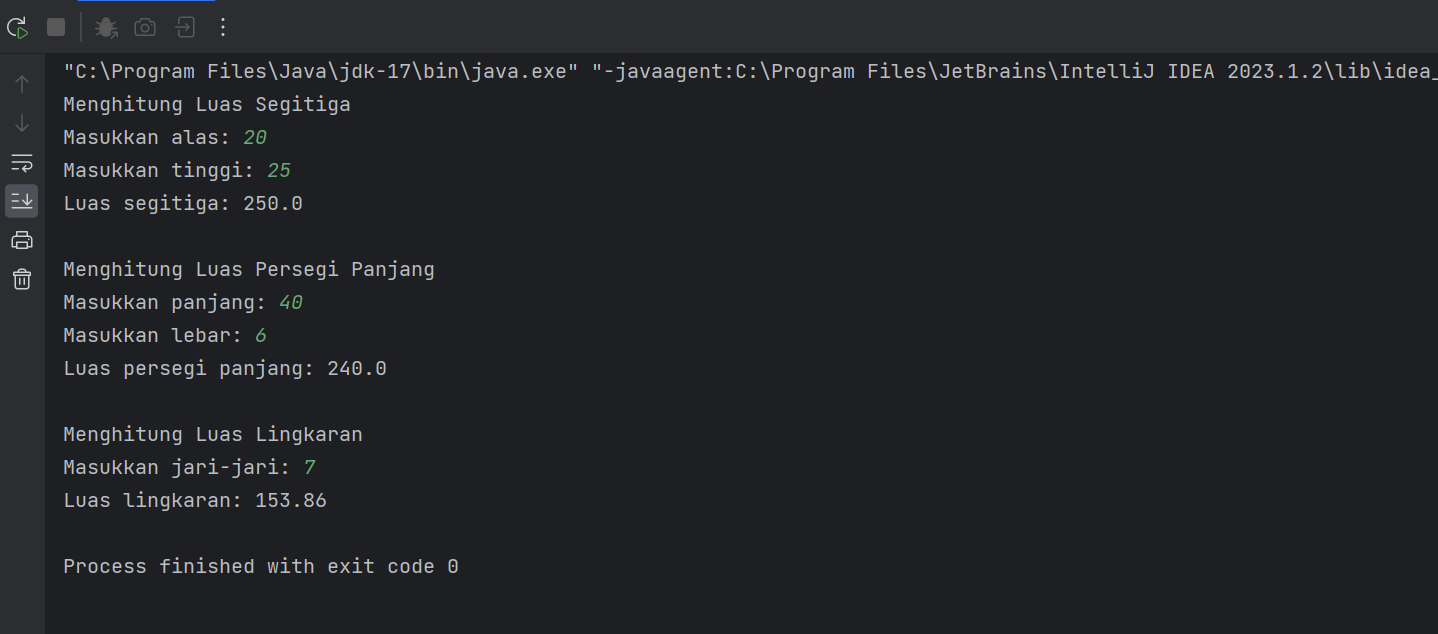 "C:\Program Files\Java\jdk-17\bin\java.exe" "-javaagent:C:\Program Files\JetBrains\IntelliJ IDEA 2023.1.2\lib\idea_
Menghitung Luas Segitiga
Masukkan alas: 20
Masukkan tinggi: 25
Luas segitiga: 250.0
Menghitung Luas Persegi Panjang
Masukkan panjang: 40
Masukkan lebar: 6
Luas persegi panjang: 240.0
Menghitung Luas Lingkaran
Masukkan jari-jari: 7
Luas lingkaran: 153.86
Process finished with exit code 0